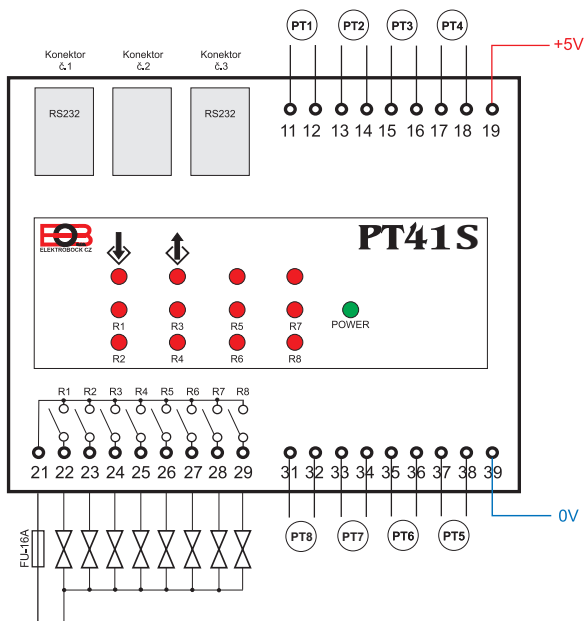 PT1 PT2 PT3 PT4
+5V
Konektor č.1
Konektor č.2
Konektor č.3
RS232 RS232
11 12 13 14 15 16 17 18 19
EOB
ELEKTROBOCK CZ
PT41 S
R1 R3 R5 R7 POWER
R2 R4 R6 R8
R1 R2 R3 R4 R5 R6 R7 R8
21 22 23 24 25 26 27 28 29
31 32 33 34 35 36 37 38 39
FU-16A
PT8 PT7 PT6 PT5
0V